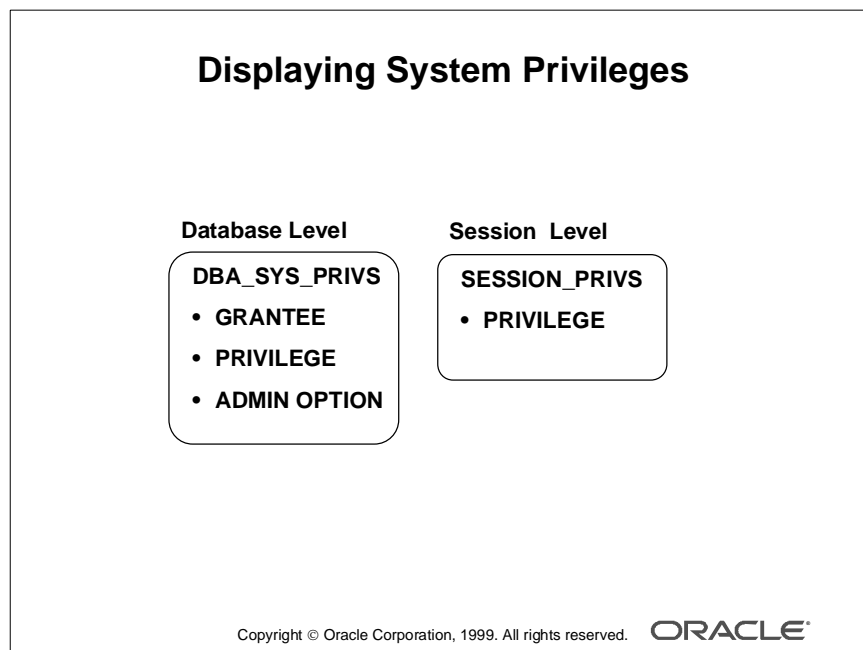 Displaying System Privileges
Database Level
DBA_SYS_PRIVS
• GRANTEE
• PRIVILEGE
• ADMIN OPTION
Session Level
SESSION_PRIVS
• PRIVILEGE
Copyright © Oracle Corporation, 1999. All rights reserved.
ORACLE®